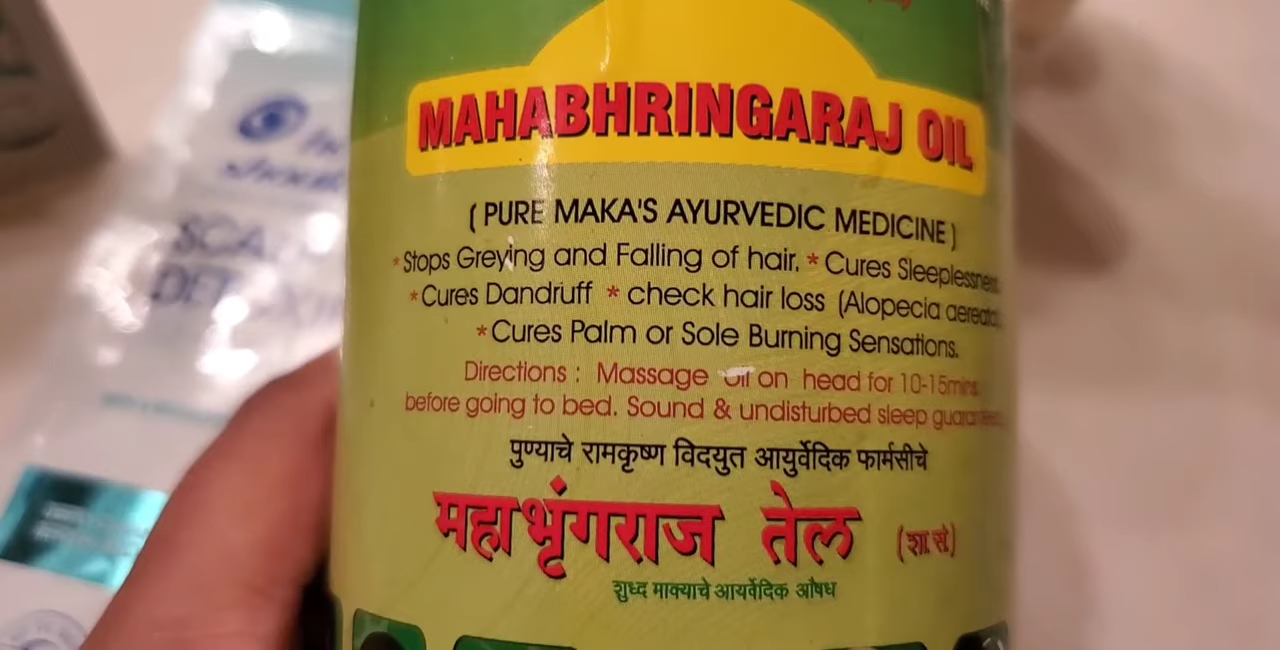 MAHABHRINGARAJ OIL
( PURE MAKA'S AYURVEDIC MEDICINE )
*Stops Greying and Falling of hair. * Cures Sleeplessness.
*Cures Dandruff * check hair loss (Alopecia aereata)
*Cures Palm or Sole Burning Sensations.
Directions : Massage oil on head for 10-15mins.
before going to bed. Sound & undisturbed sleep
पुण्याचे रामकृष्ण विदयुत आयुर्वेदिक फार्मसीचे
महाभृंगराज तेल (शा.सं)
शुध्द माक्याचे आयर्वेदिक औषध